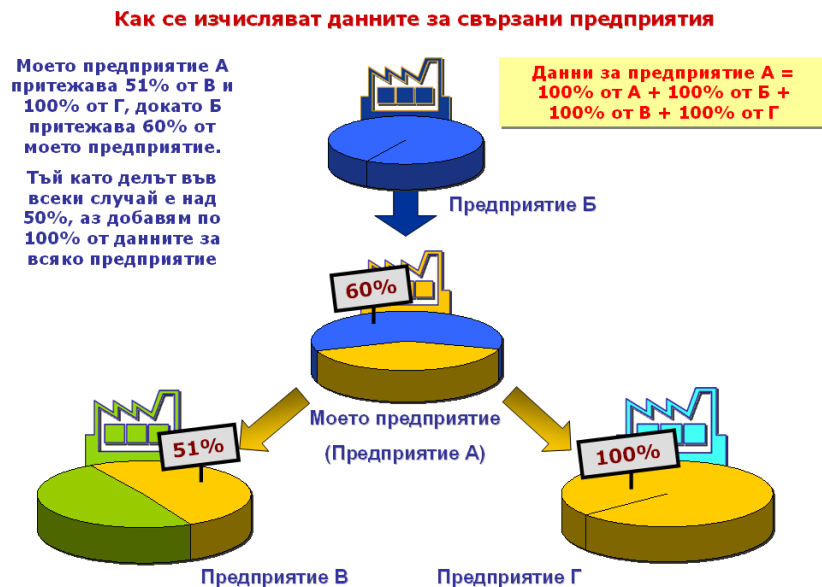 Как се изчисляват данните за свързани предприятия
Моето предприятие А
притежава 51% от В и
100% от Г, докато Б
притежава 60% от
моето предприятие.
Тъй като делът във
всеки случай е над
50%, аз добавям по
100% от данните за
всяко предприятие
Данни за предприятие А =
100% от А + 100% от Б +
100% от В + 100% от Г
Предприятие Б
60%
Моето предприятие
(Предприятие А)
51%
100%
Предприятие В
Предприятие Г